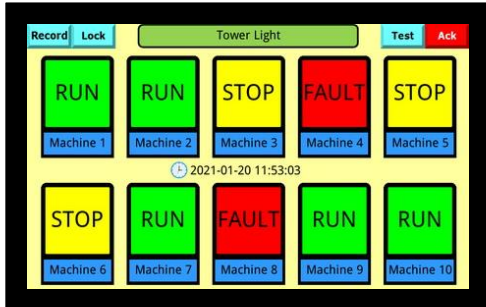 Record Lock Tower Light Test Ack
RUN RUN STOP FAULT STOP
Machine 1 Machine 2 Machine 3 Machine 4 Machine 5
2021-01-20 11:53:03
STOP RUN FAULT RUN RUN
Machine 6 Machine 7 Machine 8 Machine 9 Machine 10